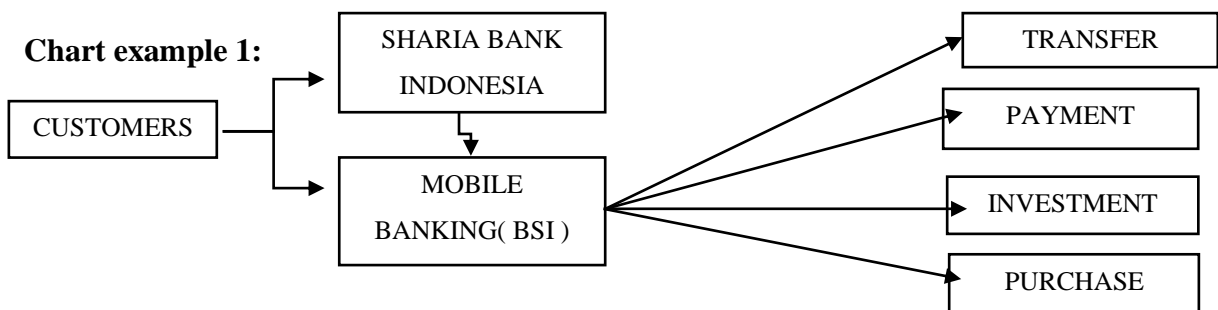 Chart example 1:
CUSTOMERS
SHARIA BANK
INDONESIA
MOBILE
BANKING( BSI )
TRANSFER
PAYMENT
INVESTMENT
PURCHASE